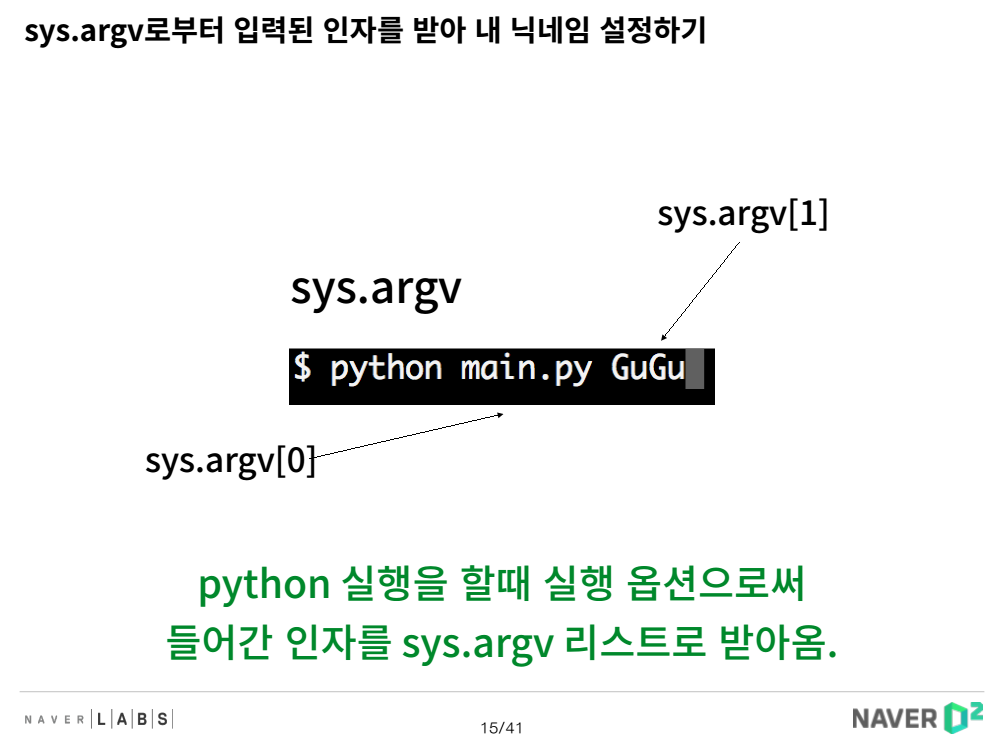 sys.argv로부터 입력된 인자를 받아 내 닉네임 설정하기
sys.argv[1]
sys.argv
$ python main.py GuGu
sys.argv[0]
python 실행을 할때 실행 옵션으로써
들어간 인자를 sys.argv 리스트로 받아옴.
NAVER LABS
15/41
NAVER D2